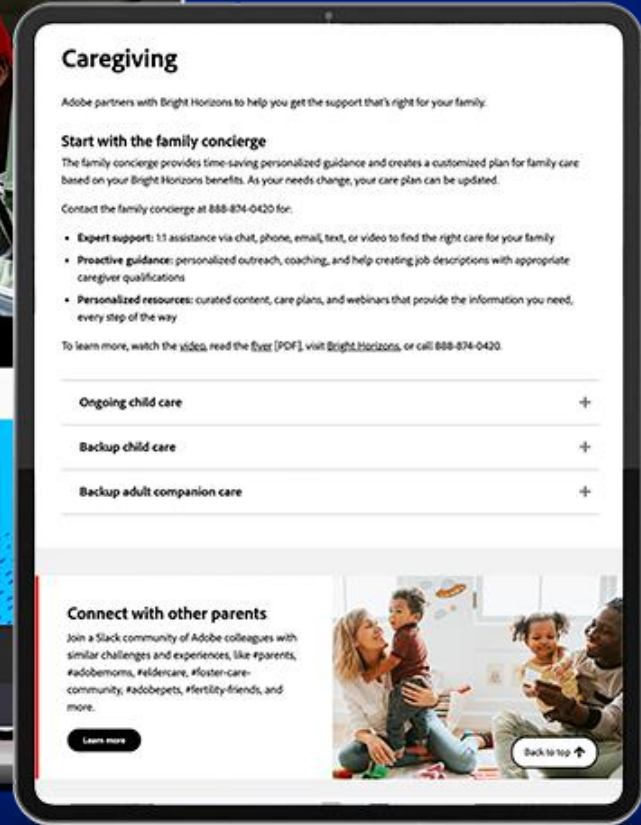 Caregiving
Adobe partners with Bright Horizons to help you get the support that's right for your family.
Start with the family concierge
The family concierge provides time-saving personalized guidance and creates a customized plan for family care
based on your Bright Horizons benefits. As your needs change, your care plan can be updated.
Contact the family concierge at 888-874-0420 for:
• Expert support: 1:1 assistance via chat, phone, email, text, or video to find the right care for your family
• Proactive guidance: personalized outreach, coaching, and help creating job descriptions with appropriate
caregiver qualifications
• Personalized resources: curated content, care plans, and webinars that provide the information you need,
every step of the way
To learn more, watch the video, read the flyer [PDF], visit Bright Horizons, or call 888-874-0420.
Ongoing child care +
Backup child care +
Backup adult companion care +
Connect with other parents
Join a Slack community of Adobe colleagues with
similar challenges and experiences, like #parents,
#adobemoms, #eldercare, #foster-care-
community, #adobepets, #fertility-friends, and
more.
Learn more
Back to top ↑